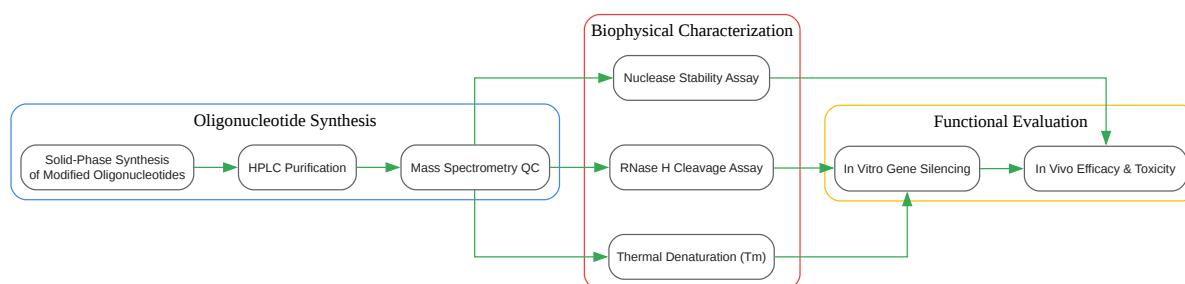 Biophysical Characterization
Nuclease Stability Assay
Oligonucleotide Synthesis
Functional Evaluation
Solid-Phase Synthesis
of Modified Oligonucleotides
HPLC Purification
Mass Spectrometry QC
RNase H Cleavage Assay
In Vitro Gene Silencing
In Vivo Efficacy & Toxicity
Thermal Denaturation (Tm)